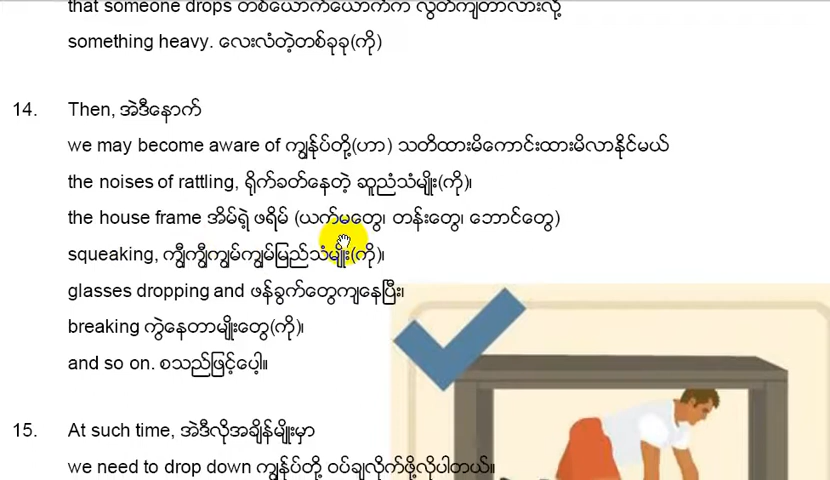 that someone drops တစ်ယောက်ယောက်က လွှတ်ကျတာလားလို့
something heavy. လေးလံတဲ့တစ်ခုခု(ကို)
14. Then, အဲဒီနောက်
we may become aware of ကျွန်ုပ်တို့(ဟာ) သတိထားမိကောင်းထားမိလာနိုင်မယ်
the noises of rattling, ရိုက်ခတ်နေတဲ့ ဆူညံသံမျိုး(ကို)၊
the house frame အိမ်ရဲ့ ဖရိမ် (ယက်မတွေ၊ တန်းတွေ၊ ဘောင်တွေ)
squeaking, ကျွီကျွီကျွမ်ကျွမ်မြည်သံမျိုး(ကို)၊
glasses dropping and ဖန်ခွက်တွေကျနေပြီး၊
breaking ကွဲနေတာမျိုးတွေ(ကို)၊
and so on. စသည်ဖြင့်ပေါ့။
15. At such time, အဲဒီလိုအချိန်မျိုးမှာ
we need to drop down ကျွန်ုပ်တို့ ဝပ်ချလိုက်ဖို့လိုပါတယ်။